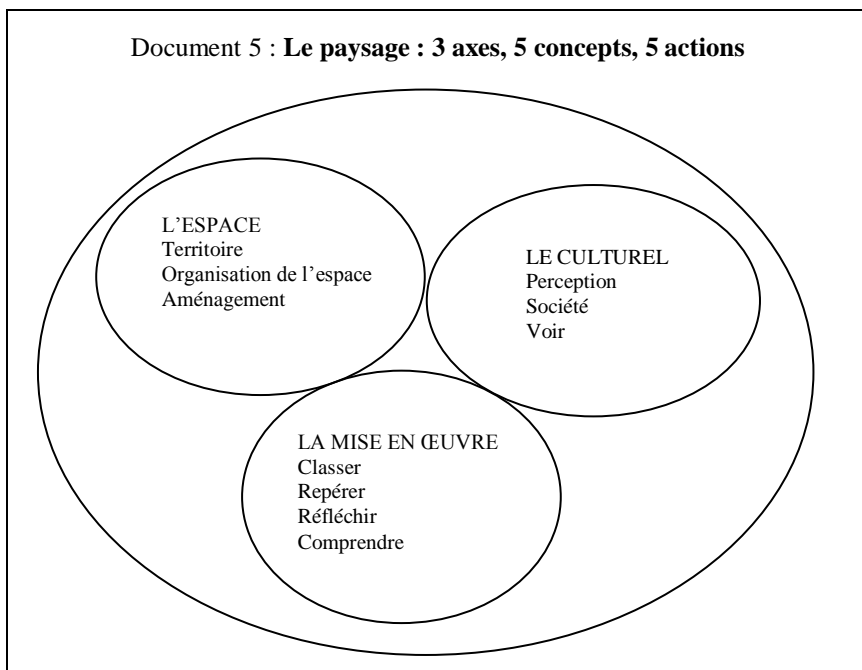 Document 5 : Le paysage : 3 axes, 5 concepts, 5 actions
L’ESPACE
Territoire
Organisation de l’espace
Aménagement
LE CULTUREL
Perception
Société
Voir
LA MISE EN ŒUVRE
Classer
Repérer
Réfléchir
Comprendre